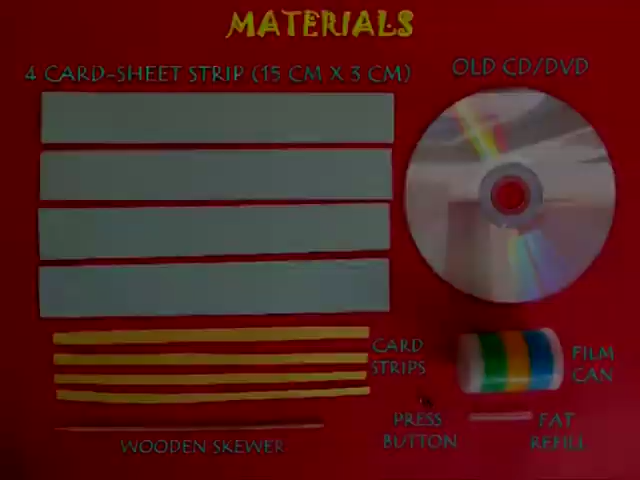 MATERIALS
4 CARD-SHEET STRIP (15 CM X 3 CM)
OLD CD/DVD
CARD
STRIPS
FILM
CAN
PRESS
BUTTON
FAT
REFILL
WOODEN SKEWER